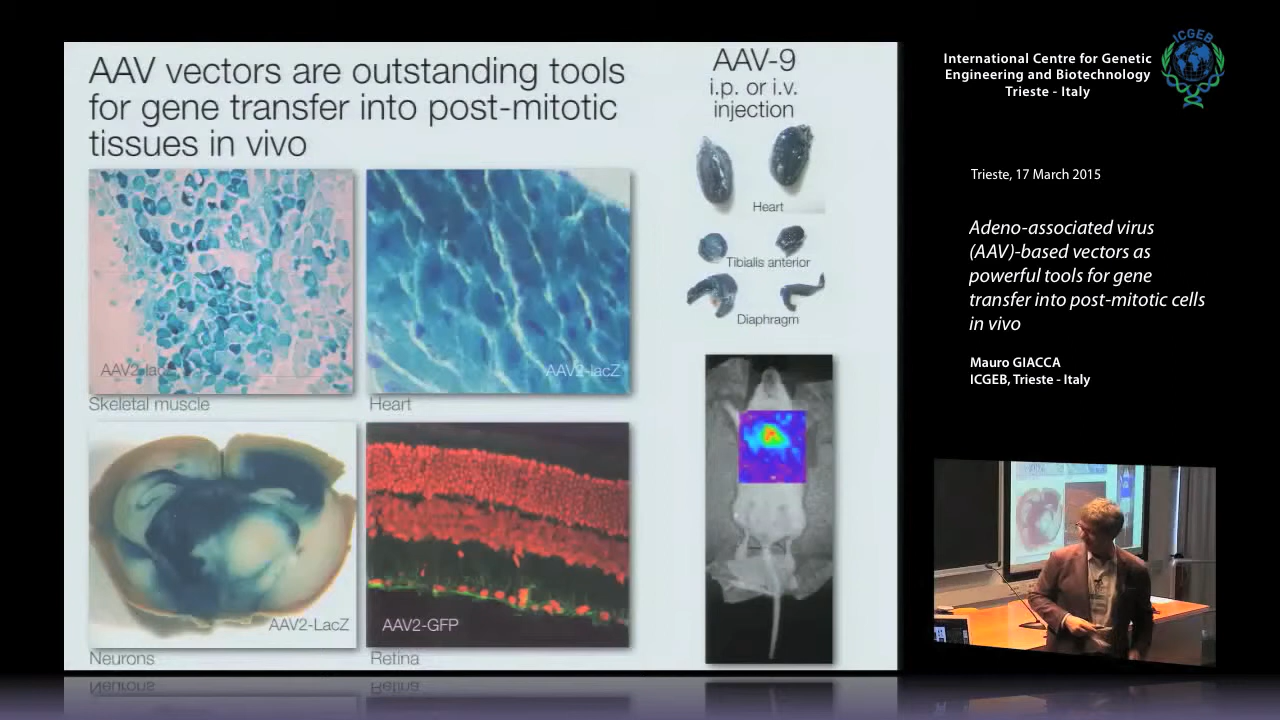 AAV vectors are outstanding tools
for gene transfer into post-mitotic
tissues in vivo
AAV2-lacZ
Skeletal muscle
AAV2-lacZ
Heart
AAV2-LacZ
Neurons
AAV2-GFP
Retina
AAV-9
i.p. or i.v.
injection
Heart
Tibialis anterior
Diaphragm
Neurons
Retina
International Centre for Genetic
Engineering and Biotechnology
Trieste - Italy
ICGEB
Trieste, 17 March 2015
Adeno-associated virus
(AAV)-based vectors as
powerful tools for gene
transfer into post-mitotic cells
in vivo
Mauro GIACCA
ICGEB, Trieste - Italy